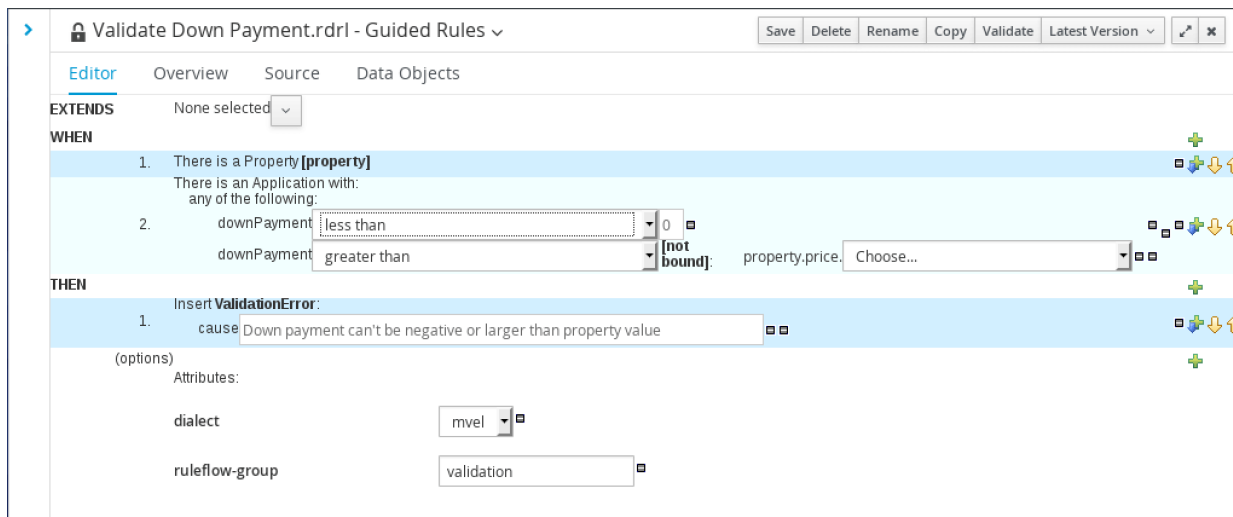 Validate Down Payment.rdrl - Guided Rules
Save Delete Rename Copy Validate Latest Version
Editor Overview Source Data Objects
EXTENDS None selected
WHEN
1. There is a Property [property]
There is an Application with:
any of the following:
2. downPayment less than 0
downPayment greater than [not bound]: property.price. Choose...
THEN
Insert ValidationError:
1. cause Down payment can't be negative or larger than property value
(options)
Attributes:
dialect mvel
ruleflow-group validation